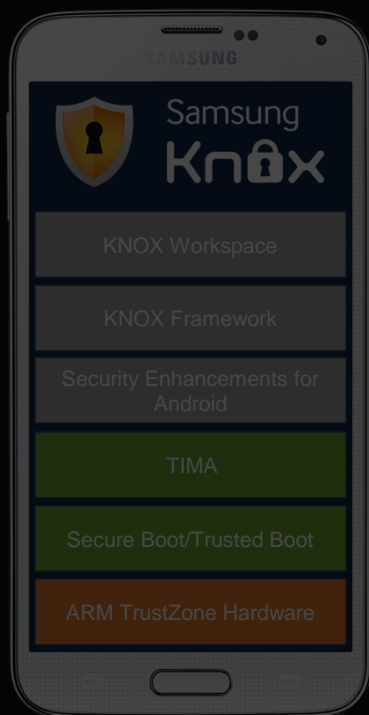 SAMSUNG
Samsung
Knox
KNOX Workspace
KNOX Framework
Security Enhancements for
Android
TIMA
Secure Boot/Trusted Boot
ARM TrustZone Hardware